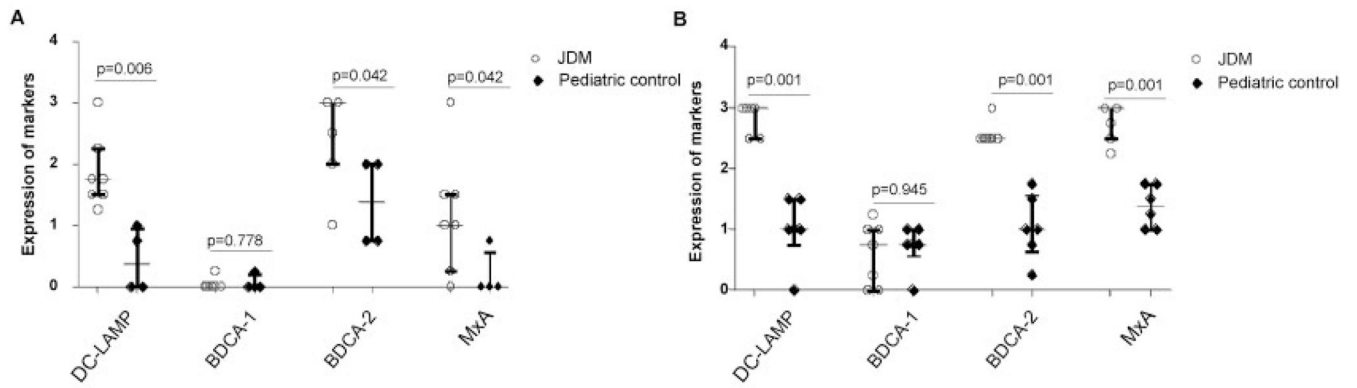 A
Expression of markers
4
3
2
1
0
p=0.006
p=0.778
p=0.042
p=0.042
JDM
Pediatric control
DC-LAMP
BDCA-1
BDCA-2
MxA
B
Expression of markers
4
3
2
1
0
p=0.001
p=0.945
p=0.001
p=0.001
JDM
Pediatric control
DC-LAMP
BDCA-1
BDCA-2
MxA